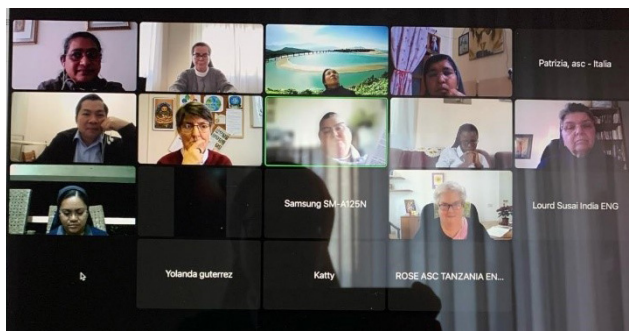 Patrizia, asc - Italia
Samsung SM-A125N
Lourd Susai India ENG
Yolanda guterrez
Katty
ROSE ASC TANZANIA EN...